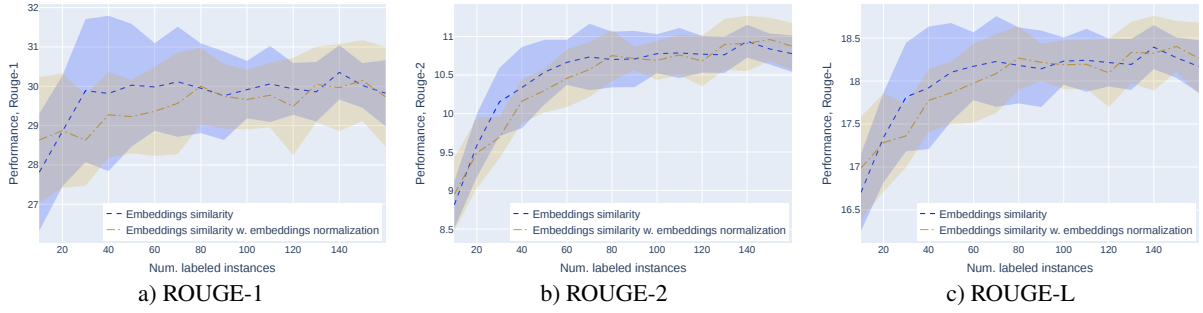 32
31
30
29
28
27
Performance, Rouge-1
20
40
60
80
100
120
140
Num. labeled instances
Embeddings similarity
Embeddings similarity w. embeddings normalization
a) ROUGE-1
11
10.5
10
9.5
9
8.5
Performance, Rouge-2
20
40
60
80
100
120
140
Num. labeled instances
Embeddings similarity
Embeddings similarity w. embeddings normalization
b) ROUGE-2
18.5
18
17.5
17
16.5
Performance, Rouge-L
20
40
60
80
100
120
140
Num. labeled instances
Embeddings similarity
Embeddings similarity w. embeddings normalization
c) ROUGE-L